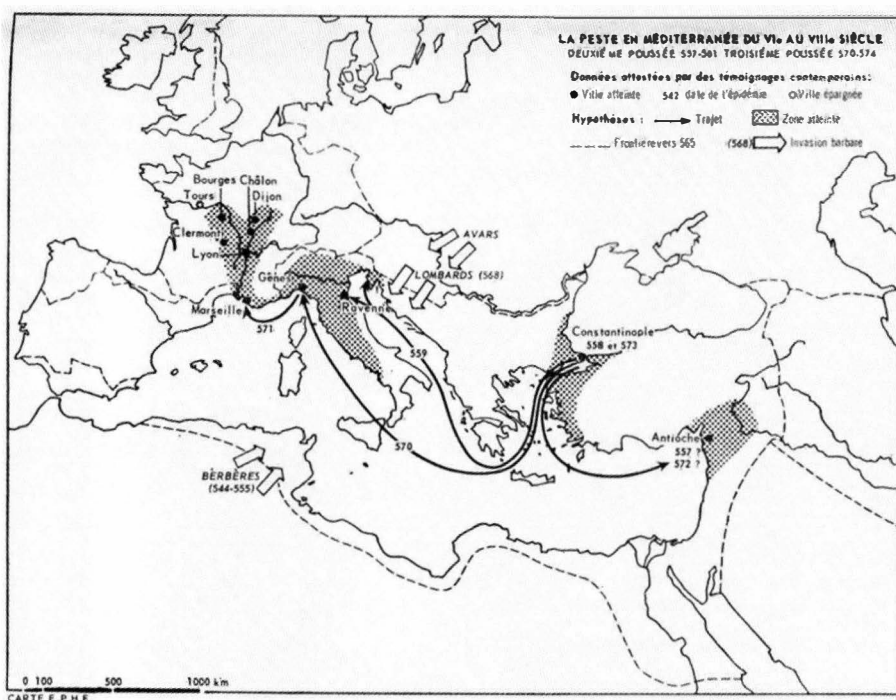 LA PESTE EN MÉDITERRANÉE DU VIe AU VIIIe SIÈCLE
DEUXIÈME POUSSÉE 557-561 TROISIÈME POUSSÉE 570-574
Données attestées par des témoignages contemporains:
Ville atteinte 542 date de l'épidémie Ville épargnée
Hypothèses : Trajet Zone atteinte
Frontière vers 565 (568) Invasion barbare
Bourges Châlon
Tours Dijon
Clermont
Lyon
AVARS
LOMBARDS (568)
Gênes
Ravenne
Marseille
571
559
Constantinople
558 et 573
570
Antioche
557 ?
572 ?
BERBÈRES
(544-555)
0 100 500 1000 km
CARTE E.P.H.E.